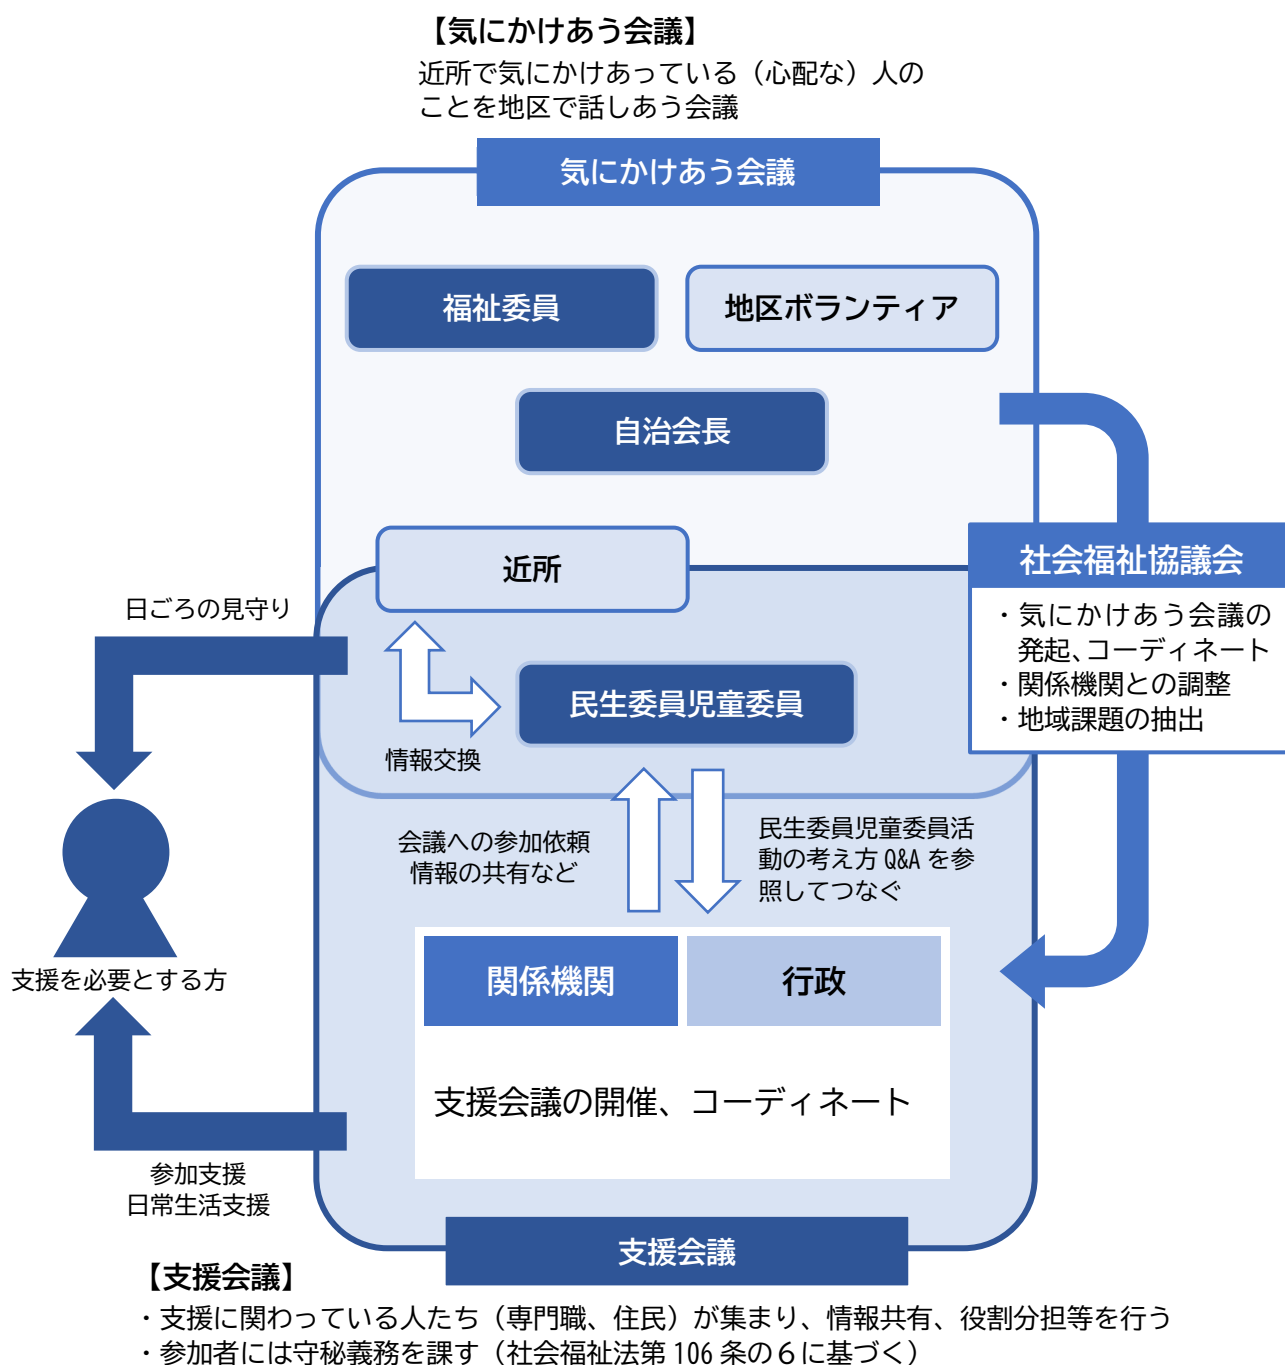 【気にかけあう会議】
近所で気にかけあっている（心配な）人の
ことを地区で話しあう会議
気にかけあう会議
福祉委員
地区ボランティア
自治会長
近所
社会福祉協議会
・気にかけあう会議の
発起、コーディネート
・関係機関との調整
・地域課題の抽出
日ごろの見守り
民生委員児童委員
情報交換
会議への参加依頼
情報の共有など
民生委員児童委員活
動の考え方 Q&A を参
照してつなぐ
支援を必要とする方
関係機関
行政
支援会議の開催、コーディネート
参加支援
日常生活支援
支援会議
【支援会議】
・支援に関わっている人たち（専門職、住民）が集まり、情報共有、役割分担等を行う
・参加者には守秘義務を課す（社会福祉法第 106 条の６に基づく）